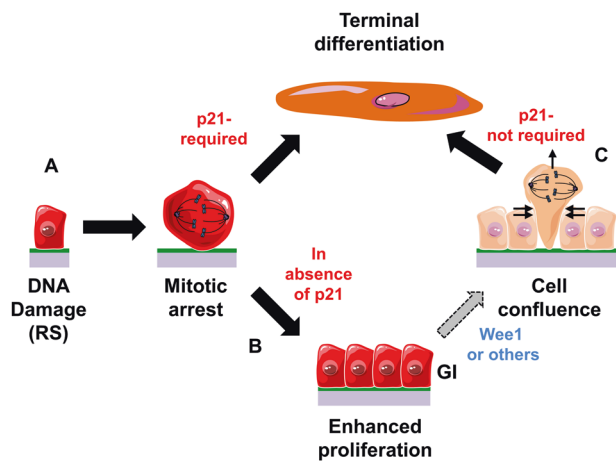 Terminal
differentiation
p21-
required
p21-
not required
A
C
DNA
Damage
(RS)
Mitotic
arrest
In
absence
of p21
Cell
confluence
B
Wee1
or others
GI
Enhanced
proliferation